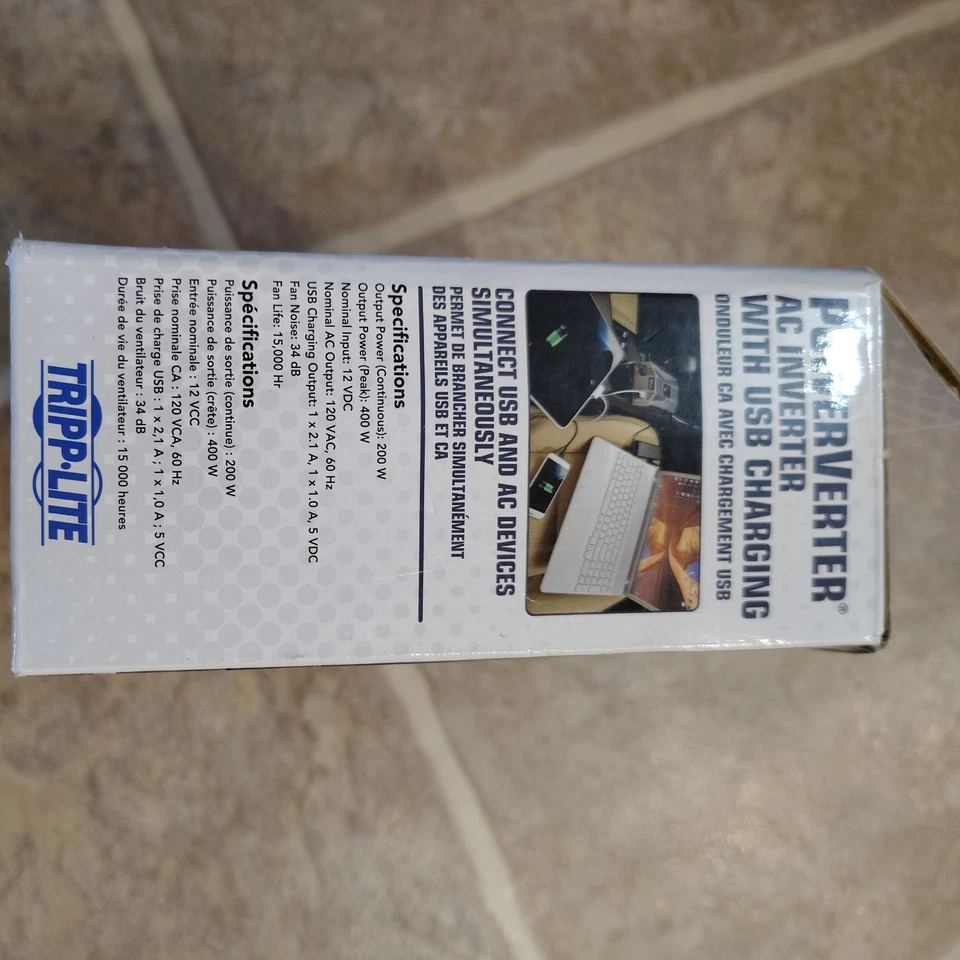 POWERVERTER®
AC INVERTER
WITH USB CHARGING
ONDULEUR CA AVEC CHARGEMENT USB
CONNECT USB AND AC DEVICES
SIMULTANEOUSLY
PERMET DE BRANCHER SIMULTANÉMENT
DES APPAREILS USB ET CA
Specifications
Output Power (Continuous): 200 W
Output Power (Peak): 400 W
Nominal Input: 12 VDC
Nominal AC Output: 120 VAC, 60 Hz
USB Charging Output: 1 x 2.1 A, 1 x 1.0 A, 5 VDC
Fan Noise: 34 dB
Fan Life: 15,000 Hr
Spécifications
Puissance de sortie (continue) : 200 W
Puissance de sortie (crête) : 400 W
Entrée nominale : 12 VCC
Prise nominale CA : 120 VCA, 60 Hz
Prise de charge USB : 1 x 2,1 A ; 1 x 1,0 A ; 5 VCC
Bruit du ventilateur : 34 dB
Durée de vie du ventilateur : 15 000 heures
TRIPP·LITE